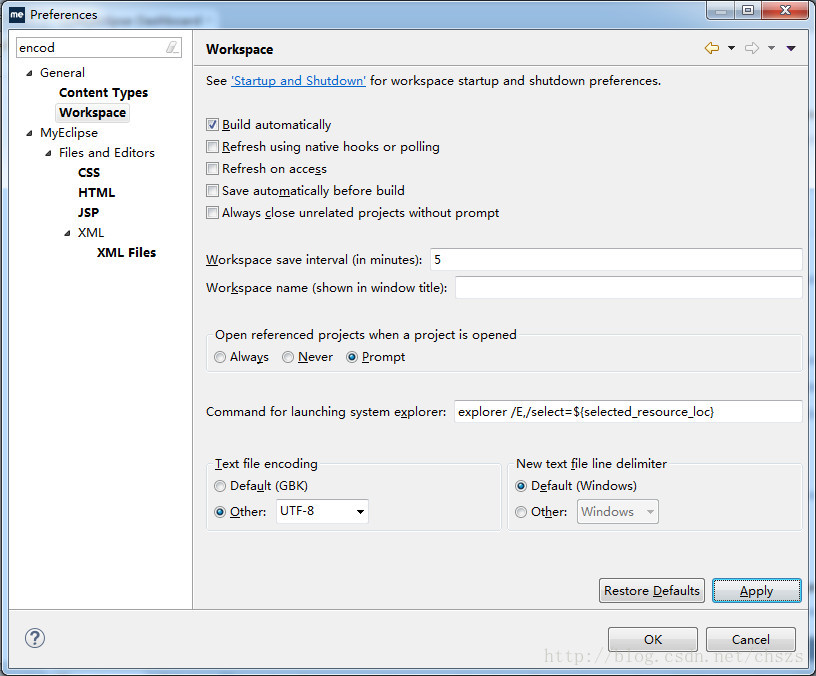 me Preferences
encod
General
Content Types
Workspace
MyEclipse
Files and Editors
CSS
HTML
JSP
XML
XML Files
Workspace
See 'Startup and Shutdown' for workspace startup and shutdown preferences.
Build automatically
Refresh using native hooks or polling
Refresh on access
Save automatically before build
Always close unrelated projects without prompt
Workspace save interval (in minutes): 5
Workspace name (shown in window title):
Open referenced projects when a project is opened
Always Never Prompt
Command for launching system explorer: explorer /E,/select=${selected_resource_loc}
Text file encoding
Default (GBK)
Other: UTF-8
New text file line delimiter
Default (Windows)
Other: Windows
Restore Defaults Apply
? OK Cancel
http://blog.csdn.net/chszs